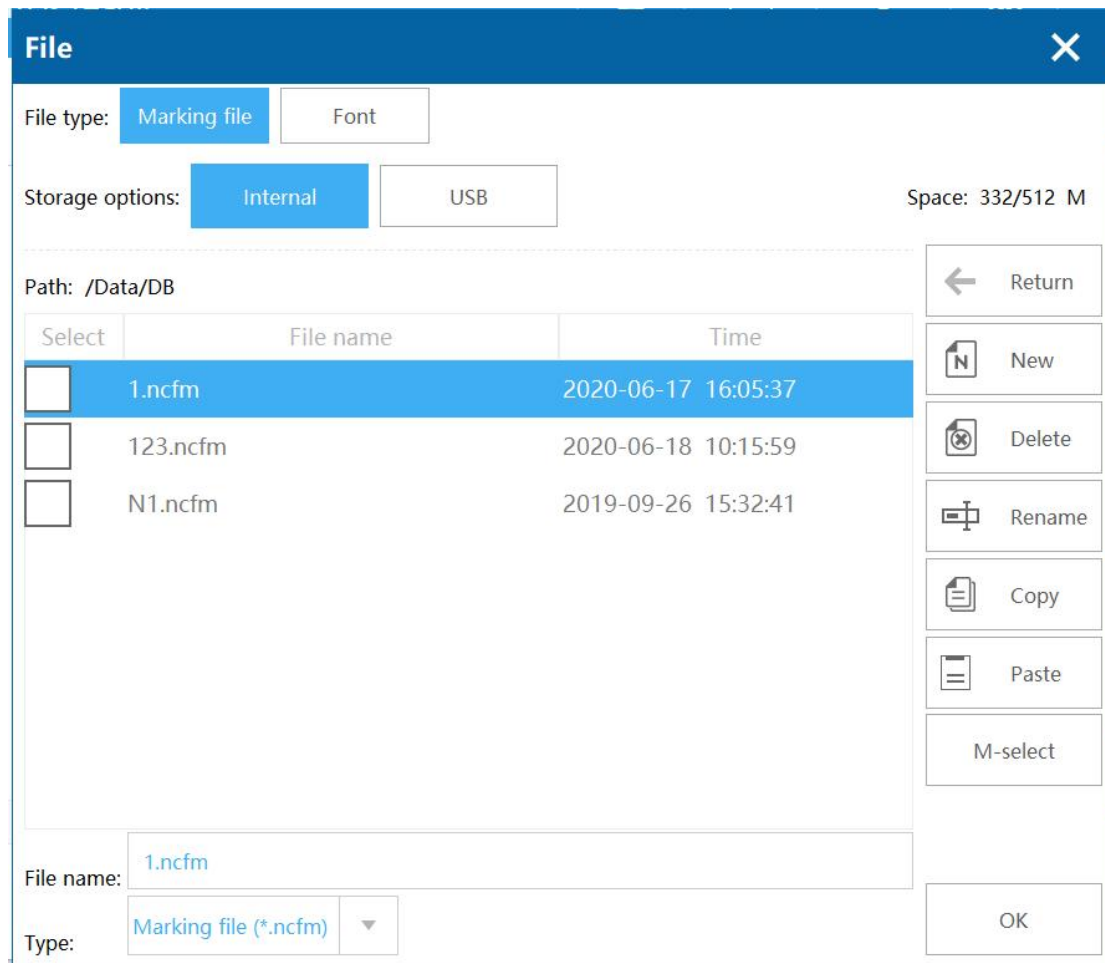 File
File type: Marking file Font
Storage options: Internal USB Space: 332/512 M
Path: /Data/DB
Return
Select File name Time
New
1.ncfm 2020-06-17 16:05:37
Delete
123.ncfm 2020-06-18 10:15:59
N1.ncfm 2019-09-26 15:32:41
Rename
Copy
Paste
M-select
File name: 1.ncfm
Type: Marking file (*.ncfm)
OK